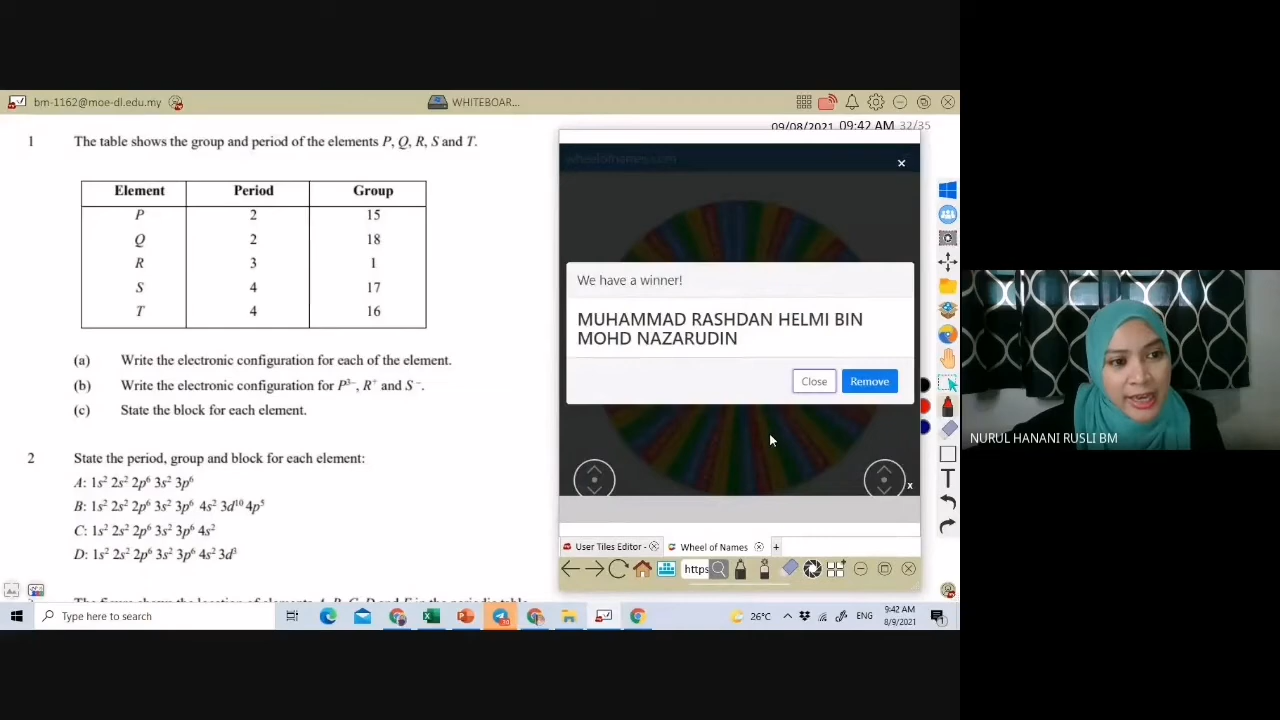 bm-1162@moe-dl.edu.my
WHITEBOAR...
09/08/2021 09:42 AM 32/35
1 The table shows the group and period of the elements P, Q, R, S and T.
Element Period Group
P 2 15
Q 2 18
R 3 1
S 4 17
T 4 16
(a) Write the electronic configuration for each of the element.
(b) Write the electronic configuration for P³⁻, R⁺ and S⁻.
(c) State the block for each element.
2 State the period, group and block for each element:
A: 1s² 2s² 2p⁶ 3s² 3p⁶
B: 1s² 2s² 2p⁶ 3s² 3p⁶ 4s² 3d¹⁰ 4p⁵
C: 1s² 2s² 2p⁶ 3s² 3p⁶ 4s²
D: 1s² 2s² 2p⁶ 3s² 3p⁶ 4s² 3d³
wheelofnames.com
We have a winner!
MUHAMMAD RASHDAN HELMI BIN
MOHD NAZARUDIN
Close Remove
x
User Tiles Editor - Wheel of Names
https
NURUL HANANI RUSLI BM
Type here to search
26°C ENG
9:42 AM
8/9/2021